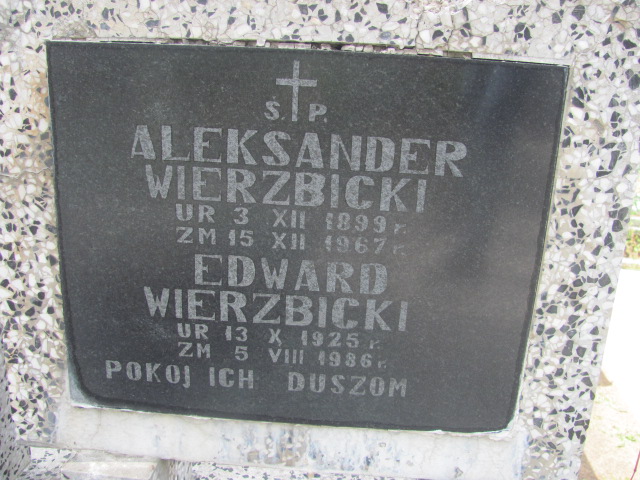 Ś.P.
ALEKSANDER
WIERZBICKI
UR 3 XII 1899 r.
ZM 15 XII 1967 r.
EDWARD
WIERZBICKI
UR 13 X 1925 r.
ZM 5 VIII 1986 r.
POKOJ ICH DUSZOM